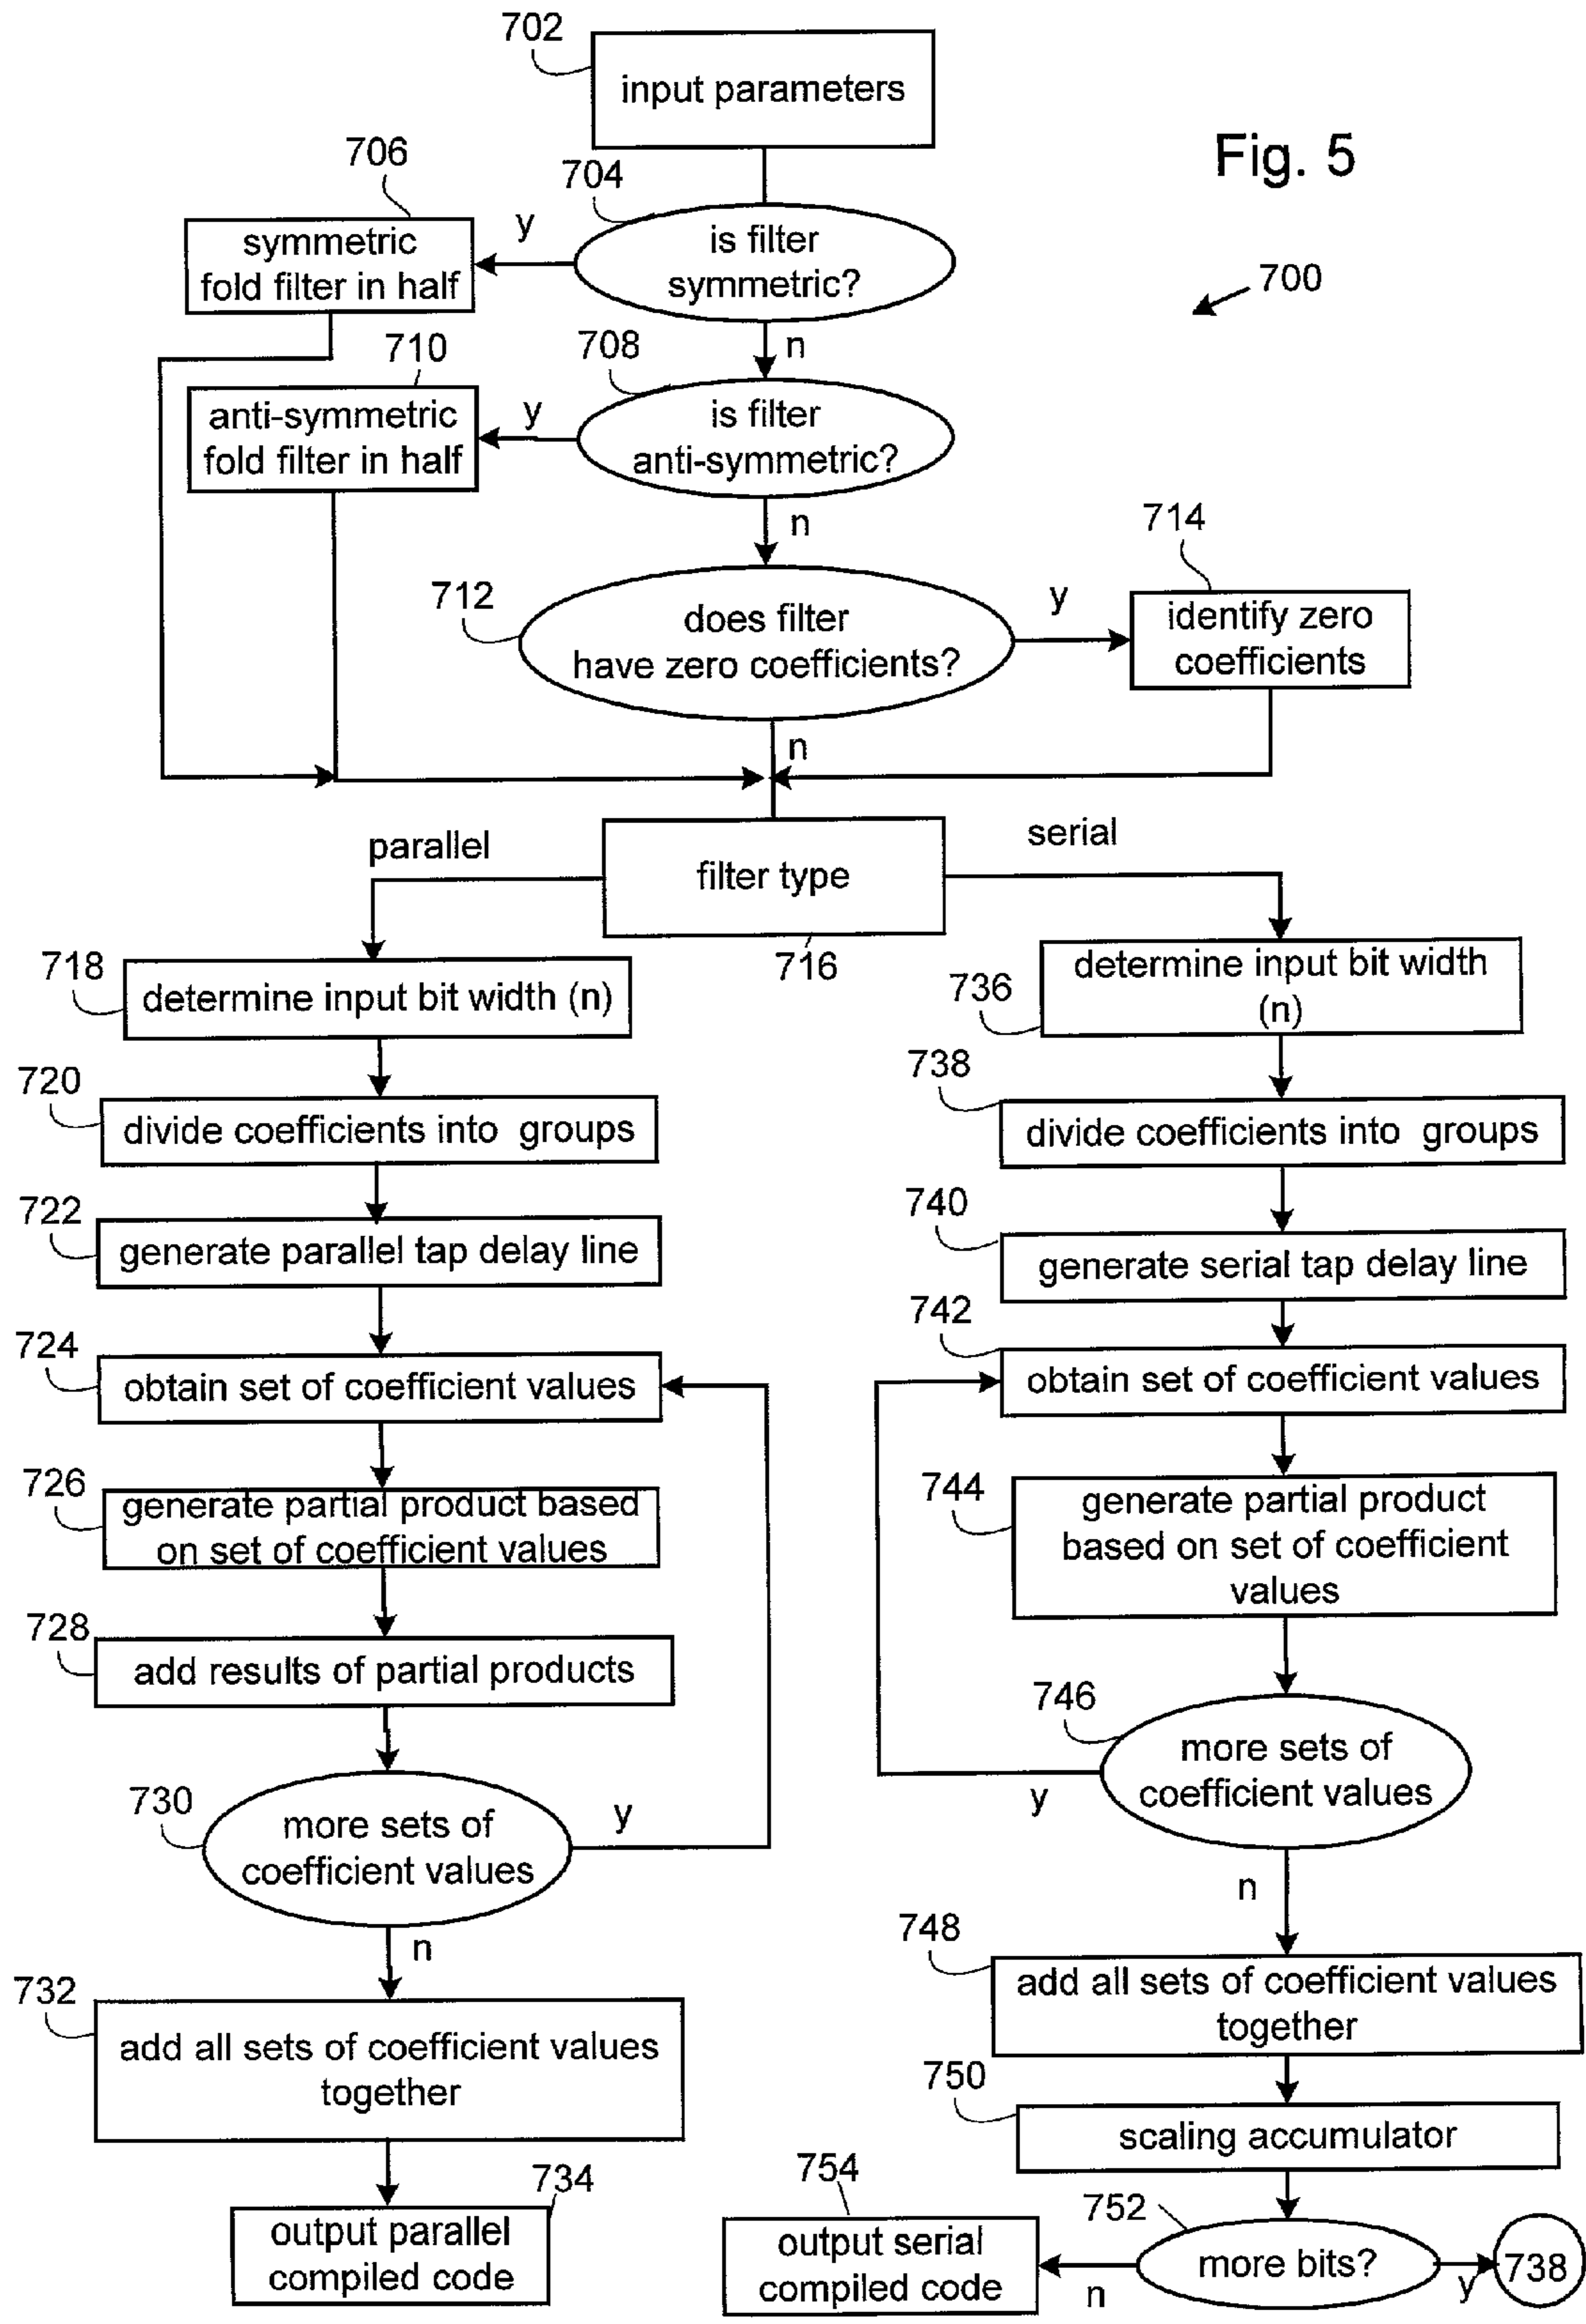 702
input parameters
Fig. 5
706
704
symmetric
fold filter in half
y
is filter
symmetric?
700
n
710
708
anti-symmetric
fold filter in half
y
is filter
anti-symmetric?
n
714
712
does filter
have zero coefficients?
y
identify zero
coefficients
n
parallel
filter type
serial
716
718
determine input bit width (n)
720
divide coefficients into groups
722
generate parallel tap delay line
724
obtain set of coefficient values
726
generate partial product based
on set of coefficient values
728
add results of partial products
730
more sets of
coefficient values
y
n
732
add all sets of coefficient values
together
734
output parallel
compiled code
736
determine input bit width
(n)
738
divide coefficients into groups
740
generate serial tap delay line
742
obtain set of coefficient values
744
generate partial product
based on set of coefficient
values
746
more sets of
coefficient values
y
n
748
add all sets of coefficient values
together
750
scaling accumulator
754
752
output serial
compiled code
n
more bits?
y
738